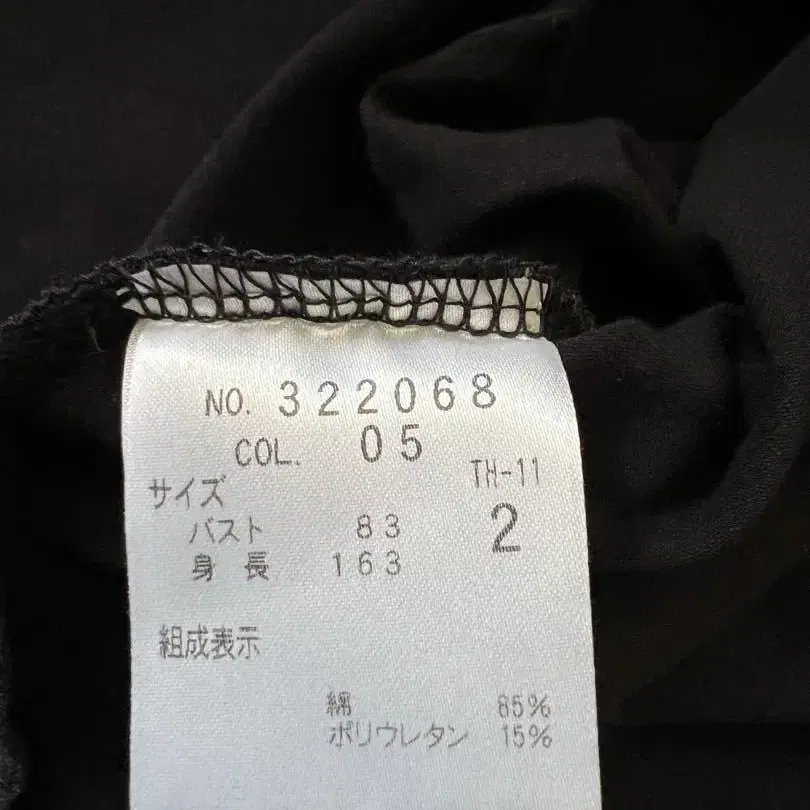 NO. 322068
COL. 05
TH-11
サイズ
2
バスト 83
身長 163
組成表示
綿 85%
ポリウレタン 15%